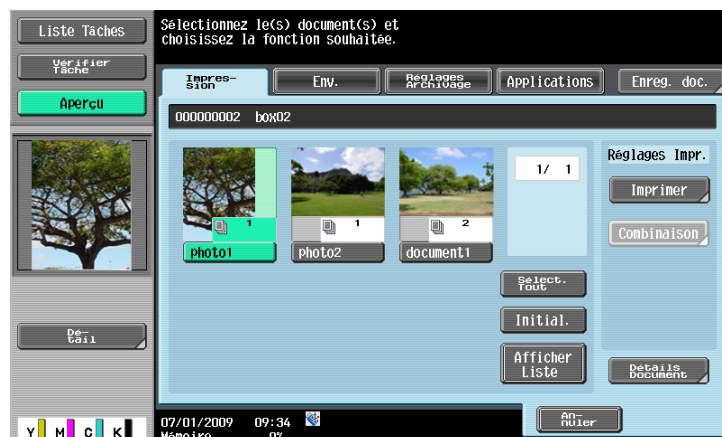 Liste Tâches
Vérifier
Tâche
Aperçu
Dé-
tail
Y M C K
Sélectionnez le(s) document(s) et
choisissez la fonction souhaitée.
Impres-
sion
Env.
Réglages
Archivage
Applications
Enreg. doc.
000000002 box02
1
photo1
1
photo2
2
document1
1/ 1
Sélect.
Tout
Initial.
Afficher
Liste
Réglages Impr.
Imprimer
Combinaison
Détails
Document
An-
nuler
07/01/2009 09:34
Mémoire 0%